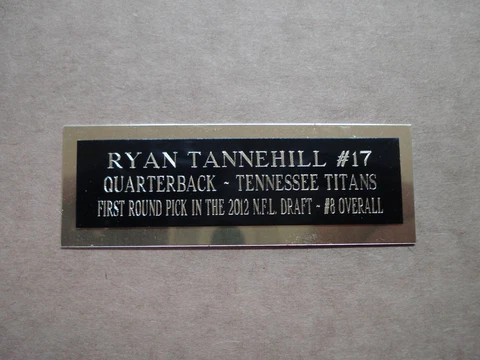 RYAN TANNEHILL #17
QUARTERBACK - TENNESSEE TITANS
FIRST ROUND PICK IN THE 2012 N.F.L. DRAFT - #8 OVERALL